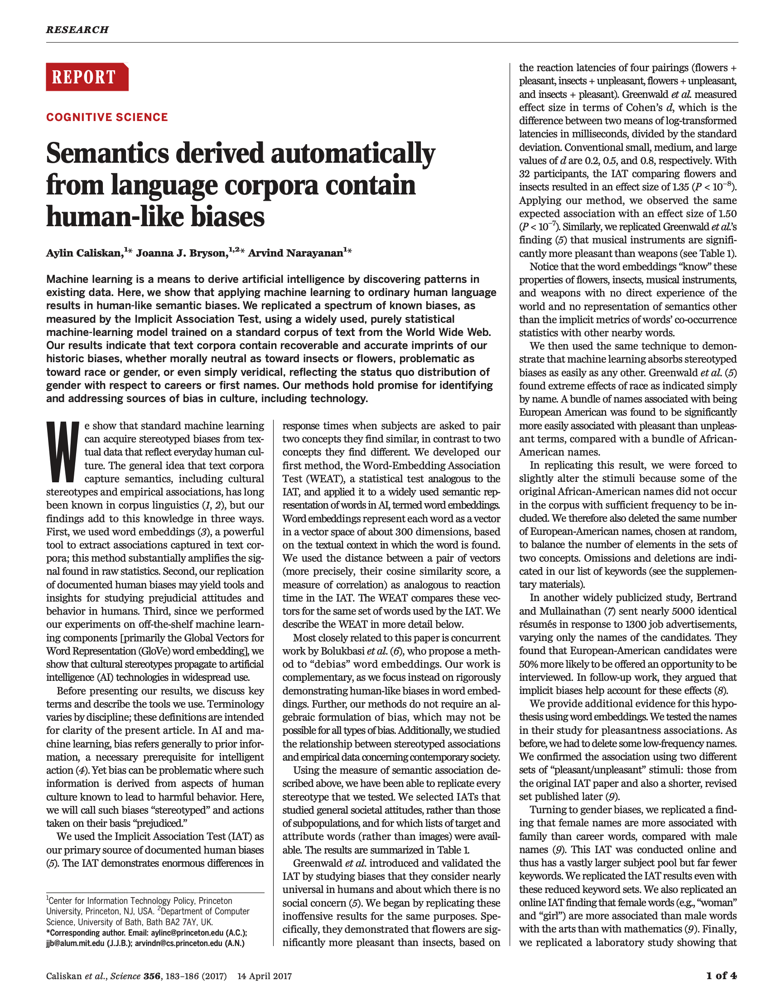 RESEARCH
REPORT
COGNITIVE SCIENCE
Semantics derived automatically
from language corpora contain
human-like biases
Aylin Caliskan,1* Joanna J. Bryson,1,2* Arvind Narayanan1*
Machine learning is a means to derive artificial intelligence by discovering patterns in
existing data. Here, we show that applying machine learning to ordinary human language
results in human-like semantic biases. We replicated a spectrum of known biases, as
measured by the Implicit Association Test, using a widely used, purely statistical
machine-learning model trained on a standard corpus of text from the World Wide Web.
Our results indicate that text corpora contain recoverable and accurate imprints of our
historic biases, whether morally neutral as toward insects or flowers, problematic as
toward race or gender, or even simply veridical, reflecting the status quo distribution of
gender with respect to careers or first names. Our methods hold promise for identifying
and addressing sources of bias in culture, including technology.
We show that standard machine learning
can acquire stereotyped biases from tex-
tual data that reflect everyday human cul-
ture. The general idea that text corpora
capture semantics, including cultural
stereotypes and empirical associations, has long
been known in corpus linguistics (1, 2), but our
findings add to this knowledge in three ways.
First, we used word embeddings (3), a powerful
tool to extract associations captured in text cor-
pora; this method substantially amplifies the sig-
nal found in raw statistics. Second, our replication
of documented human biases may yield tools and
insights for studying prejudicial attitudes and
behavior in humans. Third, since we performed
our experiments on off-the-shelf machine learn-
ing components [primarily the Global Vectors for
Word Representation (GloVe) word embedding], we
show that cultural stereotypes propagate to artificial
intelligence (AI) technologies in widespread use.
Before presenting our results, we discuss key
terms and describe the tools we use. Terminology
varies by discipline; these definitions are intended
for clarity of the present article. In AI and ma-
chine learning, bias refers generally to prior infor-
mation, a necessary prerequisite for intelligent
action (4). Yet bias can be problematic where such
information is derived from aspects of human
culture known to lead to harmful behavior. Here,
we will call such biases “stereotyped” and actions
taken on their basis “prejudiced.”
We used the Implicit Association Test (IAT) as
our primary source of documented human biases
(5). The IAT demonstrates enormous differences in
1Center for Information Technology Policy, Princeton
University, Princeton, NJ, USA. 2Department of Computer
Science, University of Bath, Bath BA2 7AY, UK.
*Corresponding author. Email: aylinc@princeton.edu (A.C.);
jjb@alum.mit.edu (J.J.B.); arvindn@cs.princeton.edu (A.N.)
response times when subjects are asked to pair
two concepts they find similar, in contrast to two
concepts they find different. We developed our
first method, the Word-Embedding Association
Test (WEAT), a statistical test analogous to the
IAT, and applied it to a widely used semantic rep-
resentation of words in AI, termed word embeddings.
Word embeddings represent each word as a vector
in a vector space of about 300 dimensions, based
on the textual context in which the word is found.
We used the distance between a pair of vectors
(more precisely, their cosine similarity score, a
measure of correlation) as analogous to reaction
time in the IAT. The WEAT compares these vec-
tors for the same set of words used by the IAT. We
describe the WEAT in more detail below.
Most closely related to this paper is concurrent
work by Bolukbasi et al. (6), who propose a meth-
od to “debias” word embeddings. Our work is
complementary, as we focus instead on rigorously
demonstrating human-like biases in word embed-
dings. Further, our methods do not require an al-
gebraic formulation of bias, which may not be
possible for all types of bias. Additionally, we studied
the relationship between stereotyped associations
and empirical data concerning contemporary society.
Using the measure of semantic association de-
scribed above, we have been able to replicate every
stereotype that we tested. We selected IATs that
studied general societal attitudes, rather than those
of subpopulations, and for which lists of target and
attribute words (rather than images) were avail-
able. The results are summarized in Table 1.
Greenwald et al. introduced and validated the
IAT by studying biases that they consider nearly
universal in humans and about which there is no
social concern (5). We began by replicating these
inoffensive results for the same purposes. Spe-
cifically, they demonstrated that flowers are sig-
nificantly more pleasant than insects, based on
the reaction latencies of four pairings (flowers +
pleasant, insects + unpleasant, flowers + unpleasant,
and insects + pleasant). Greenwald et al. measured
effect size in terms of Cohen’s d, which is the
difference between two means of log-transformed
latencies in milliseconds, divided by the standard
deviation. Conventional small, medium, and large
values of d are 0.2, 0.5, and 0.8, respectively. With
32 participants, the IAT comparing flowers and
insects resulted in an effect size of 1.35 (P < 10−8).
Applying our method, we observed the same
expected association with an effect size of 1.50
(P < 10−7). Similarly, we replicated Greenwald et al.’s
finding (5) that musical instruments are signifi-
cantly more pleasant than weapons (see Table 1).
Notice that the word embeddings “know” these
properties of flowers, insects, musical instruments,
and weapons with no direct experience of the
world and no representation of semantics other
than the implicit metrics of words’ co-occurrence
statistics with other nearby words.
We then used the same technique to demon-
strate that machine learning absorbs stereotyped
biases as easily as any other. Greenwald et al. (5)
found extreme effects of race as indicated simply
by name. A bundle of names associated with being
European American was found to be significantly
more easily associated with pleasant than unpleas-
ant terms, compared with a bundle of African-
American names.
In replicating this result, we were forced to
slightly alter the stimuli because some of the
original African-American names did not occur
in the corpus with sufficient frequency to be in-
cluded. We therefore also deleted the same number
of European-American names, chosen at random,
to balance the number of elements in the sets of
two concepts. Omissions and deletions are indi-
cated in our list of keywords (see the supplemen-
tary materials).
In another widely publicized study, Bertrand
and Mullainathan (7) sent nearly 5000 identical
résumés in response to 1300 job advertisements,
varying only the names of the candidates. They
found that European-American candidates were
50% more likely to be offered an opportunity to be
interviewed. In follow-up work, they argued that
implicit biases help account for these effects (8).
We provide additional evidence for this hypo-
thesis using word embeddings. We tested the names
in their study for pleasantness associations. As
before, we had to delete some low-frequency names.
We confirmed the association using two different
sets of “pleasant/unpleasant” stimuli: those from
the original IAT paper and also a shorter, revised
set published later (9).
Turning to gender biases, we replicated a find-
ing that female names are more associated with
family than career words, compared with male
names (9). This IAT was conducted online and
thus has a vastly larger subject pool but far fewer
keywords. We replicated the IAT results even with
these reduced keyword sets. We also replicated an
online IAT finding that female words (e.g., “woman”
and “girl”) are more associated than male words
with the arts than with mathematics (9). Finally,
we replicated a laboratory study showing that
Caliskan et al., Science 356, 183–186 (2017) 14 April 2017
1 of 4